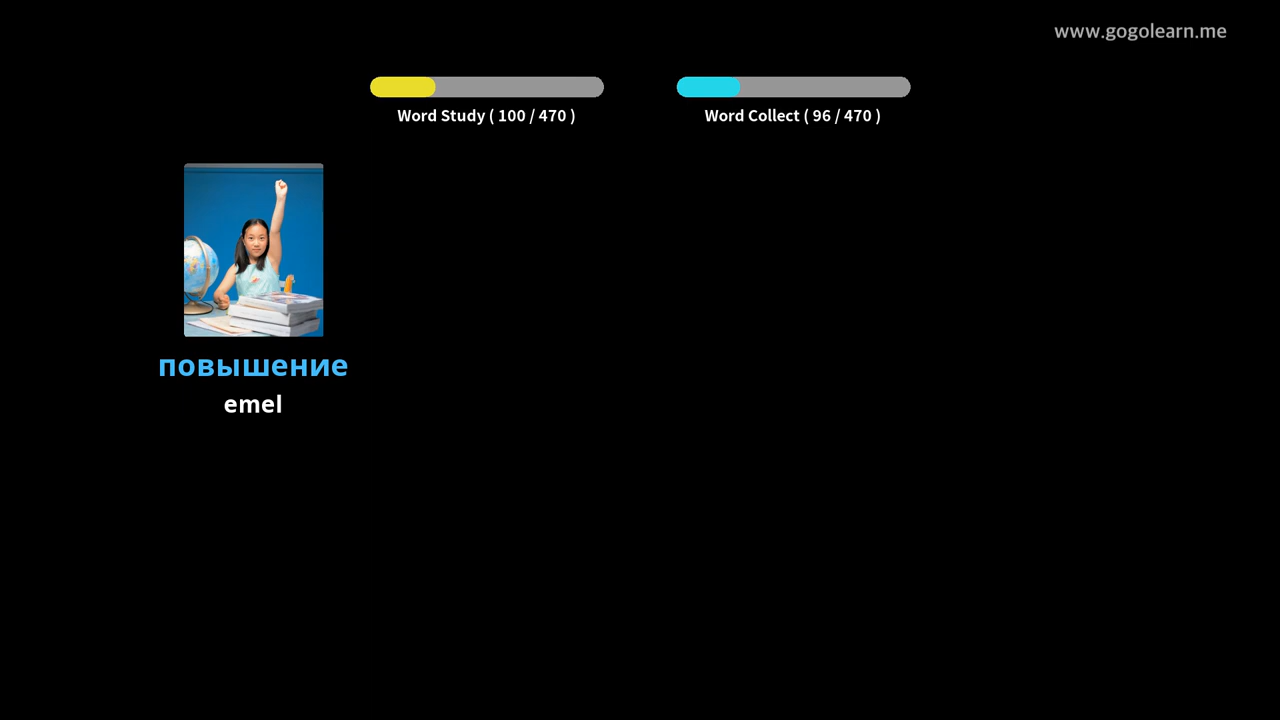 www.gogolearn.me
Word Study ( 100 / 470 )
Word Collect ( 96 / 470 )
повышение
emel